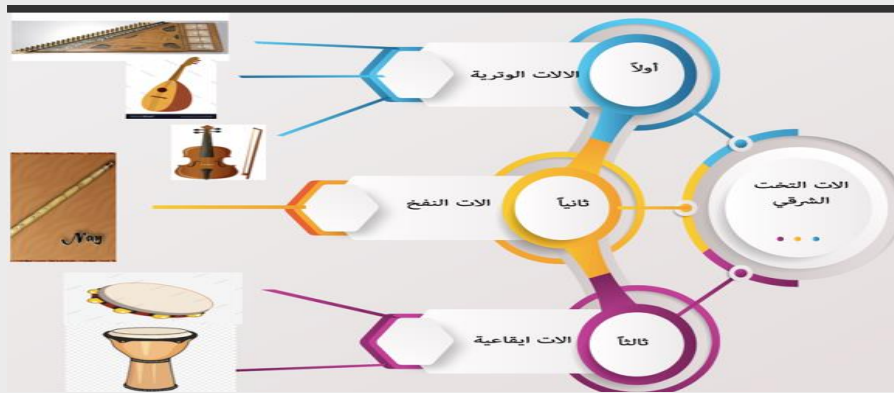 الات التخت
الشرقي
أولاً
الالات الوترية
ثانياً
الات النفخ
Nay
ثالثاً
الات ايقاعية